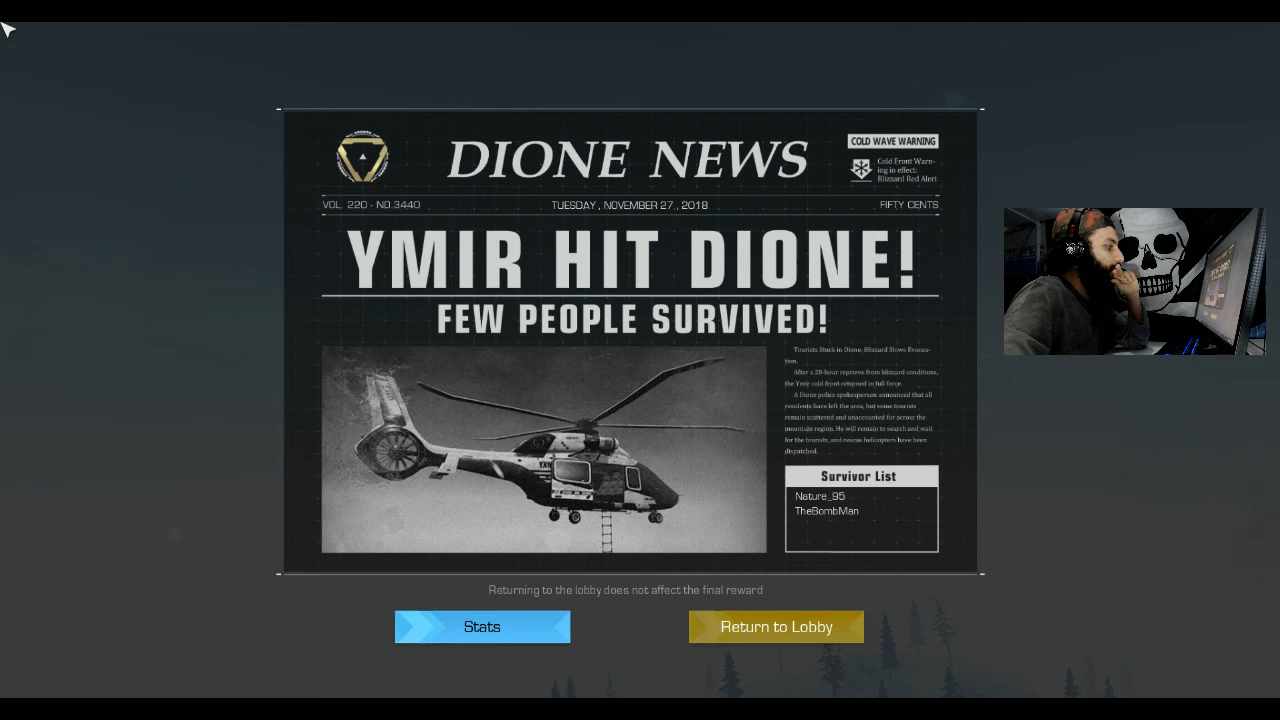 DIONE NEWS
COLD WAVE WARNING
Cold Front Warn-
ing in effect:
Blizzard Red Alert
VOL. 220 - NO.3440
TUESDAY, NOVEMBER 27., 2018
FIFTY CENTS
YMIR HIT DIONE!
FEW PEOPLE SURVIVED!
Tourists Stuck in Dione, Blizzard Slows Evacua-
tion.
After a 20-hour reprieve from blizzard conditions,
the Ymir cold front returned in full force.
A Dione police spokesperson announced that all
residents have left the area, but some tourists
remain scattered and unaccounted for across the
mountain region. He will remain to search and wait
for the tourists, and rescue helicopters have been
dispatched.
Survivor List
Nature_95
TheBombMan
Returning to the lobby does not affect the final reward
Stats
Return to Lobby